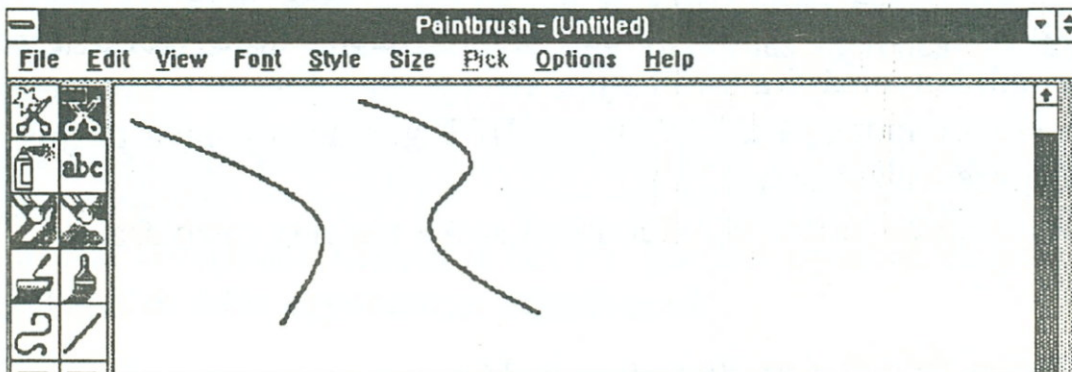 Paintbrush - (Untitled)
File Edit View Font Style Size Pick Options Help
abc